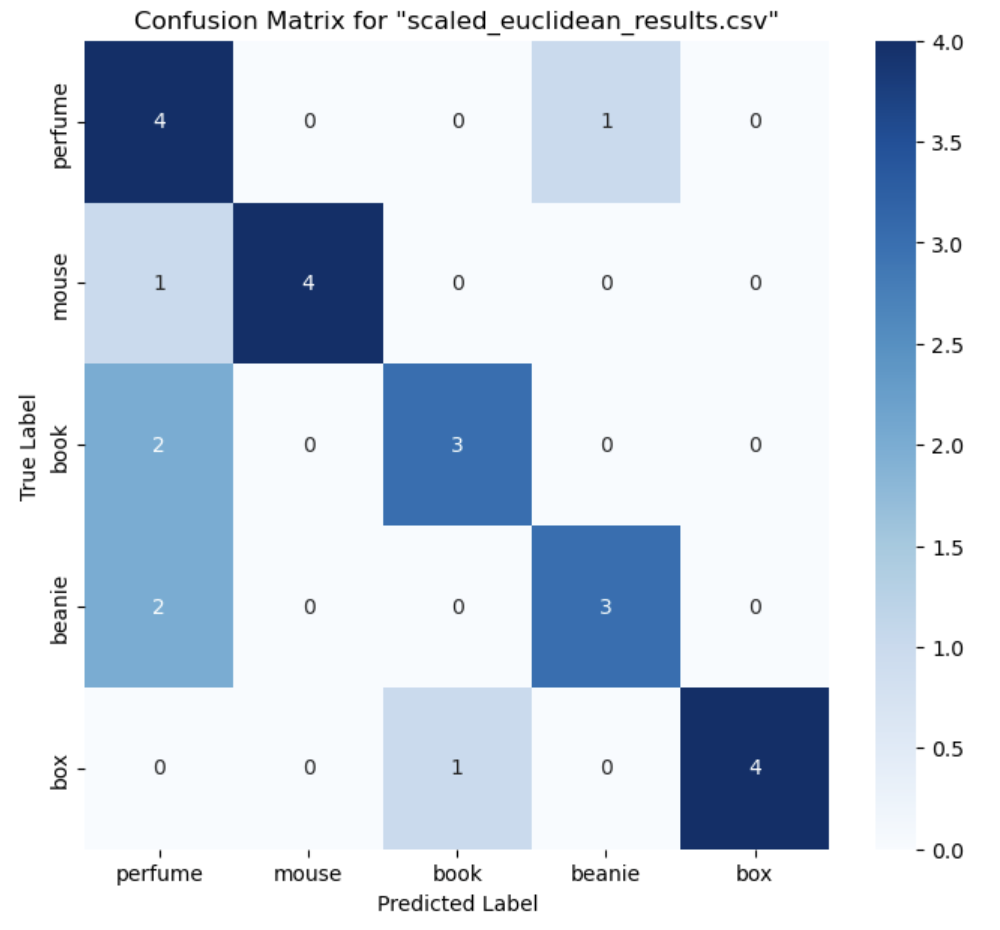 Confusion Matrix for "scaled_euclidean_results.csv"
True Label
perfume 4 0 0 1 0
mouse 1 4 0 0 0
book 2 0 3 0 0
beanie 2 0 0 3 0
box 0 0 1 0 4
perfume mouse book beanie box
Predicted Label
4.0
3.5
3.0
2.5
2.0
1.5
1.0
0.5
0.0